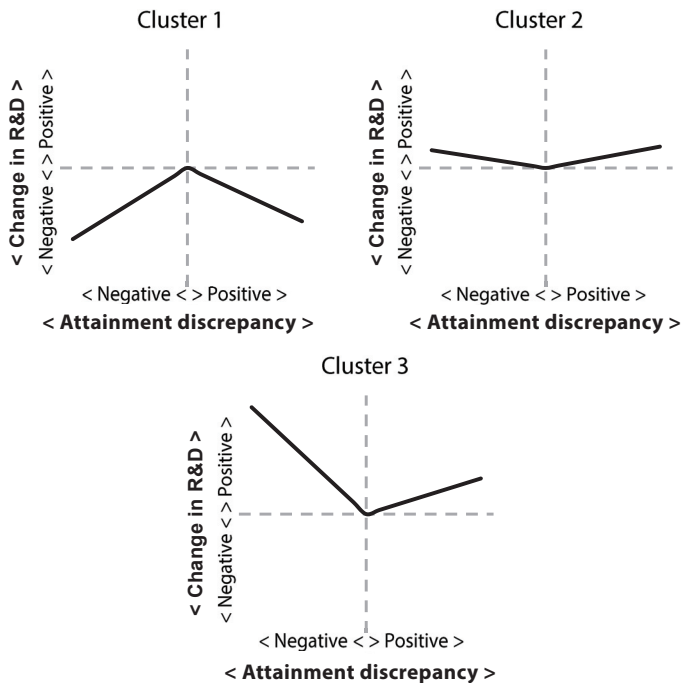 Cluster 1
< Change in R&D >
< Negative < > Positive >
< Negative < > Positive >
< Attainment discrepancy >
Cluster 2
< Change in R&D >
< Negative < > Positive >
< Negative < > Positive >
< Attainment discrepancy >
Cluster 3
< Change in R&D >
< Negative < > Positive >
< Negative < > Positive >
< Attainment discrepancy >